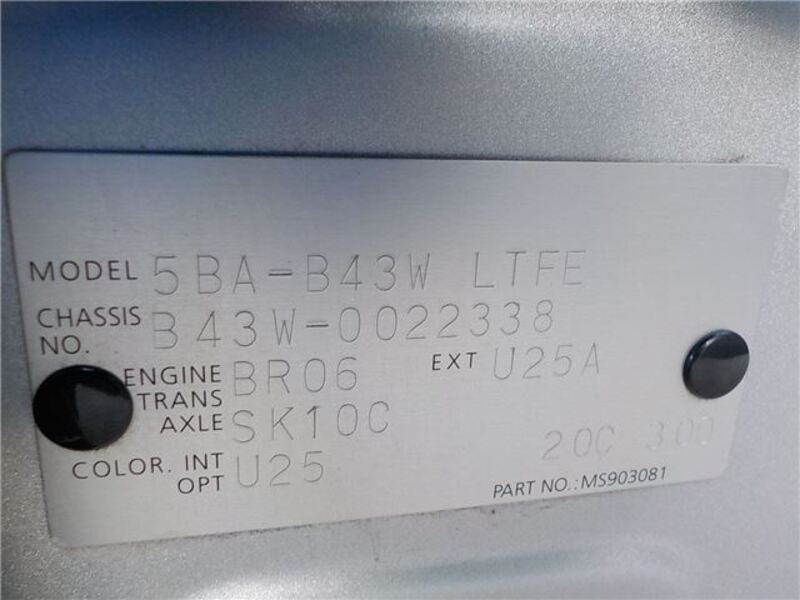 MODEL 5BA-B43W LTFE
CHASSIS NO. B43W-0022338
ENGINE BR06 EXT U25A
TRANS AXLE SK10C
COLOR. INT OPT U25
20C 300
PART NO.:MS903081